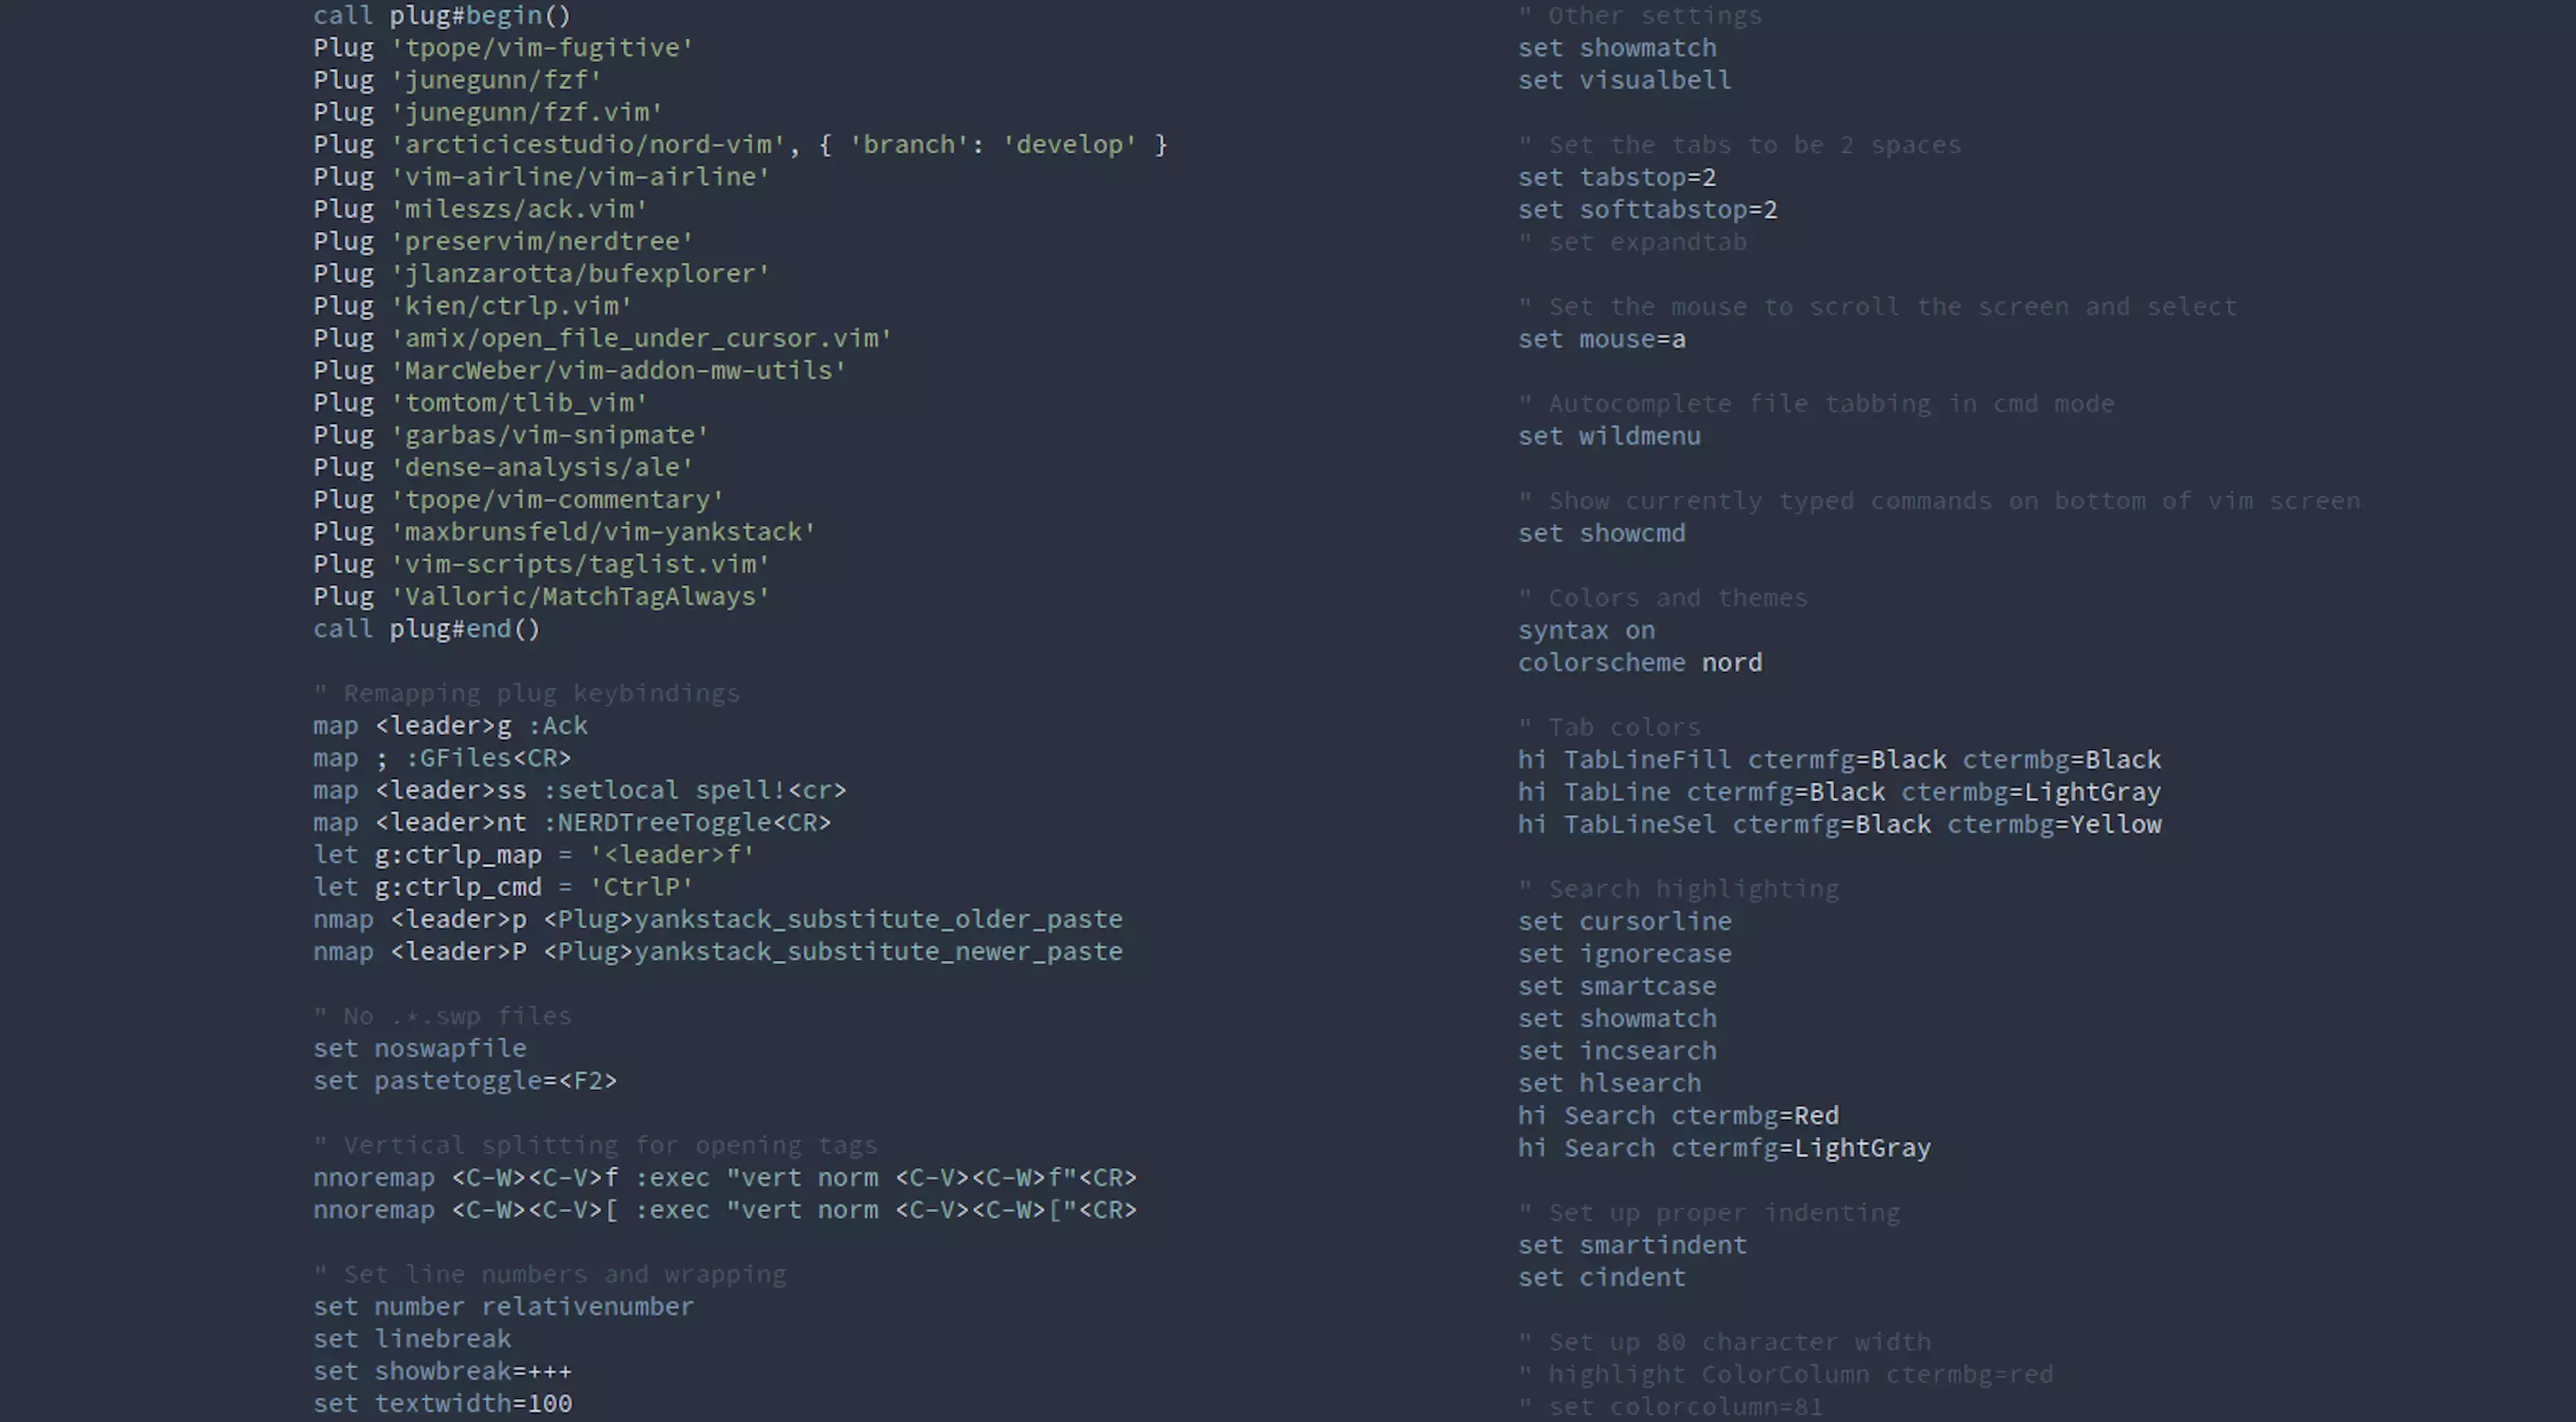 call plug#begin()
Plug 'tpope/vim-fugitive'
Plug 'junegunn/fzf'
Plug 'junegunn/fzf.vim'
Plug 'arcticicestudio/nord-vim', { 'branch': 'develop' }
Plug 'vim-airline/vim-airline'
Plug 'mileszs/ack.vim'
Plug 'preservim/nerdtree'
Plug 'jlanzarotta/bufexplorer'
Plug 'kien/ctrlp.vim'
Plug 'amix/open_file_under_cursor.vim'
Plug 'MarcWeber/vim-addon-mw-utils'
Plug 'tomtom/tlib_vim'
Plug 'garbas/vim-snipmate'
Plug 'dense-analysis/ale'
Plug 'tpope/vim-commentary'
Plug 'maxbrunsfeld/vim-yankstack'
Plug 'vim-scripts/taglist.vim'
Plug 'Valloric/MatchTagAlways'
call plug#end()
" Remapping plug keybindings
map <leader>g :Ack
map ; :GFiles<CR>
map <leader>ss :setlocal spell!<cr>
map <leader>nt :NERDTreeToggle<CR>
let g:ctrlp_map = '<leader>f'
let g:ctrlp_cmd = 'CtrlP'
nmap <leader>p <Plug>yankstack_substitute_older_paste
nmap <leader>P <Plug>yankstack_substitute_newer_paste
" No .*.swp files
set noswapfile
set pastetoggle=<F2>
" Vertical splitting for opening tags
nnoremap <C-W><C-V>f :exec "vert norm <C-V><C-W>f"<CR>
nnoremap <C-W><C-V>[ :exec "vert norm <C-V><C-W>["<CR>
" Set line numbers and wrapping
set number relativenumber
set linebreak
set showbreak=+++
set textwidth=100
" Other settings
set showmatch
set visualbell
" Set the tabs to be 2 spaces
set tabstop=2
set softtabstop=2
" set expandtab
" Set the mouse to scroll the screen and select
set mouse=a
" Autocomplete file tabbing in cmd mode
set wildmenu
" Show currently typed commands on bottom of vim screen
set showcmd
" Colors and themes
syntax on
colorscheme nord
" Tab colors
hi TabLineFill ctermfg=Black ctermbg=Black
hi TabLine ctermfg=Black ctermbg=LightGray
hi TabLineSel ctermfg=Black ctermbg=Yellow
" Search highlighting
set cursorline
set ignorecase
set smartcase
set showmatch
set incsearch
set hlsearch
hi Search ctermbg=Red
hi Search ctermfg=LightGray
" Set up proper indenting
set smartindent
set cindent
" Set up 80 character width
" highlight ColorColumn ctermbg=red
" set colorcolumn=81